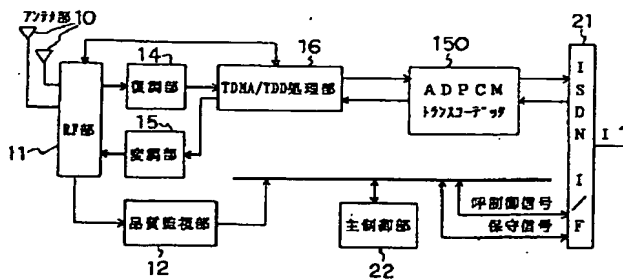 アンテナ部 10
21
14
16
150
復調部
TDMA/TDD処理部
ADPCM
トランスコーデック
ISDN I/F
I
RF部
15
11
変調部
品質監視部
12
主制御部
22
呼制御信号
保守信号